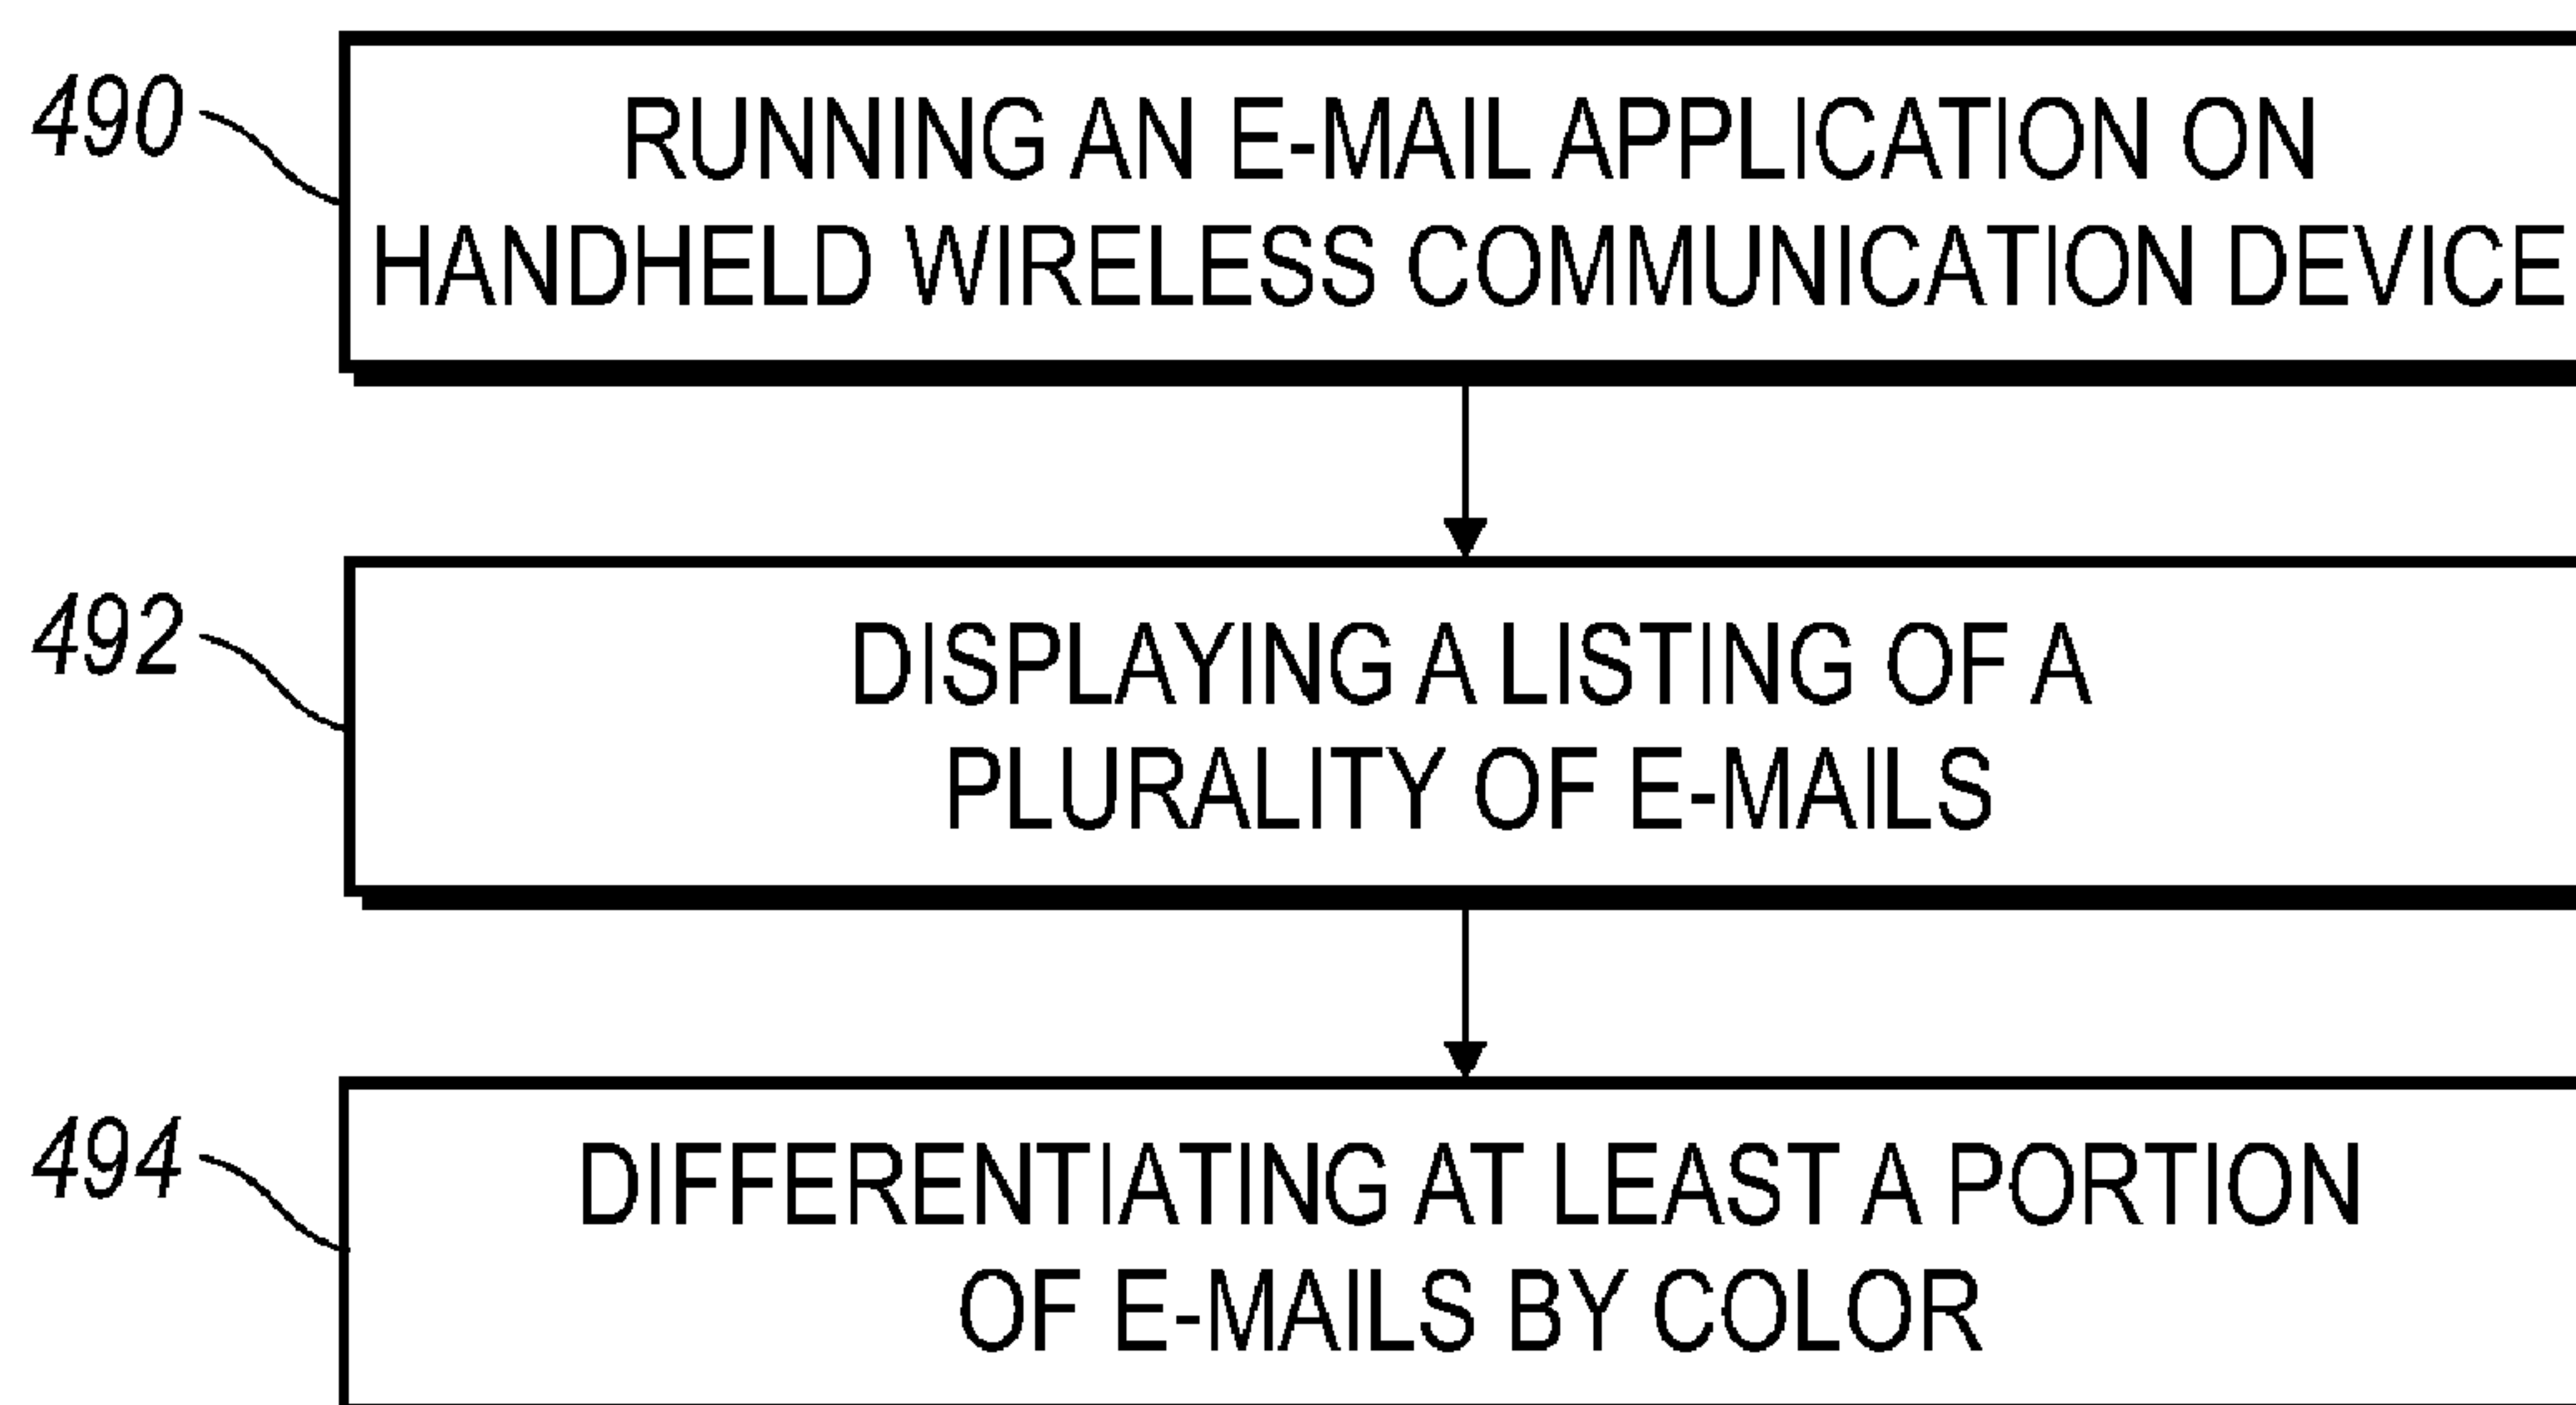 490
RUNNING AN E-MAIL APPLICATION ON
HANDHELD WIRELESS COMMUNICATION DEVICE
492
DISPLAYING A LISTING OF A
PLURALITY OF E-MAILS
494
DIFFERENTIATING AT LEAST A PORTION
OF E-MAILS BY COLOR